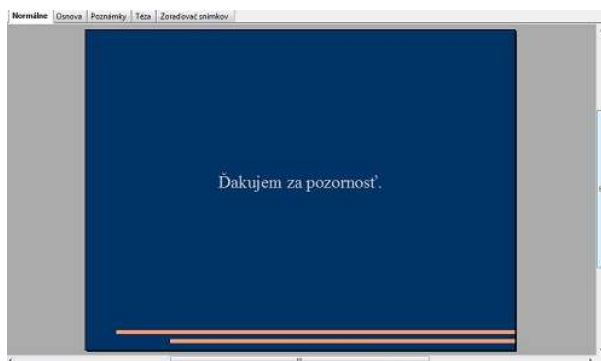 Normálne Osnova Poznámky Téza Zoraďovač snímkov
Ďakujem za pozornosť.